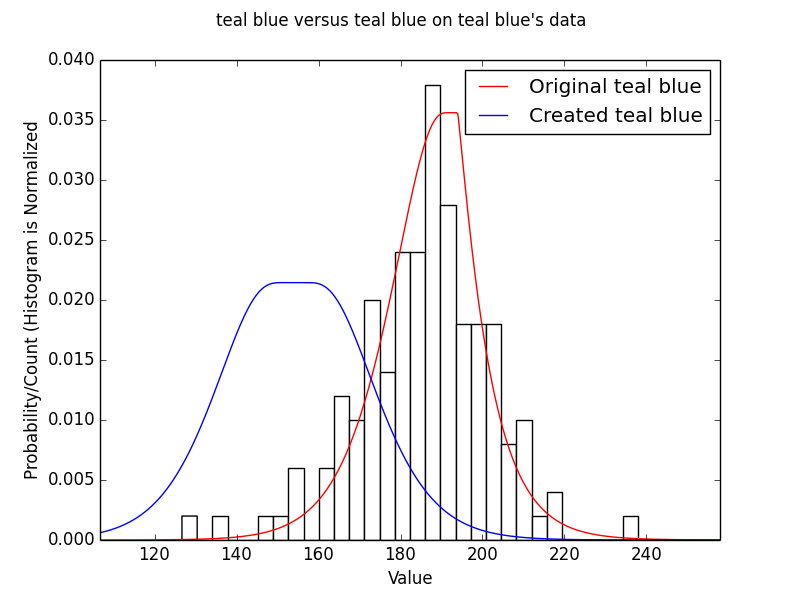 teal blue versus teal blue on teal blue's data
Original teal blue
Created teal blue
Probability/Count (Histogram is Normalized
0.040
0.035
0.030
0.025
0.020
0.015
0.010
0.005
0.000
120 140 160 180 200 220 240
Value